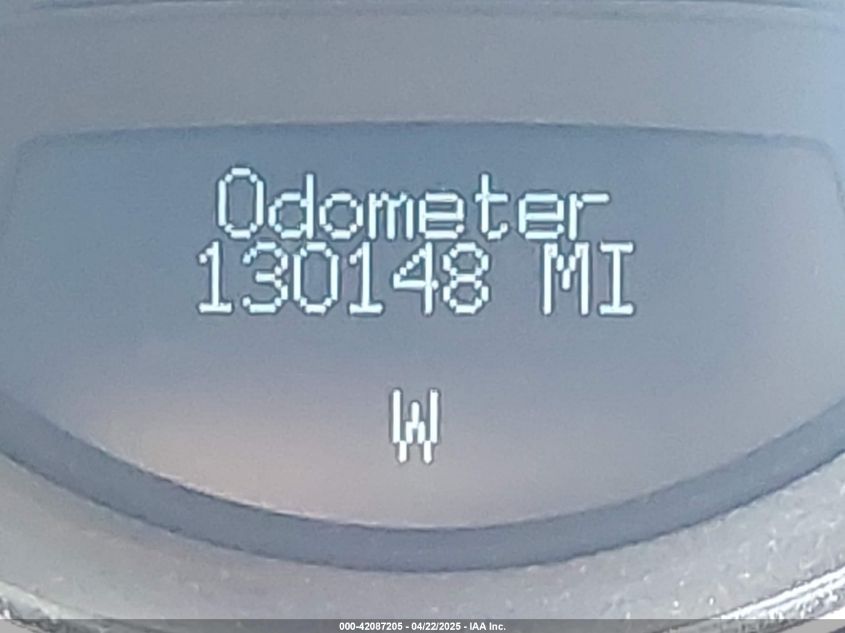 Odometer
130148 MI
W
000-42087205 - 04/22/2025 - IAA Inc.